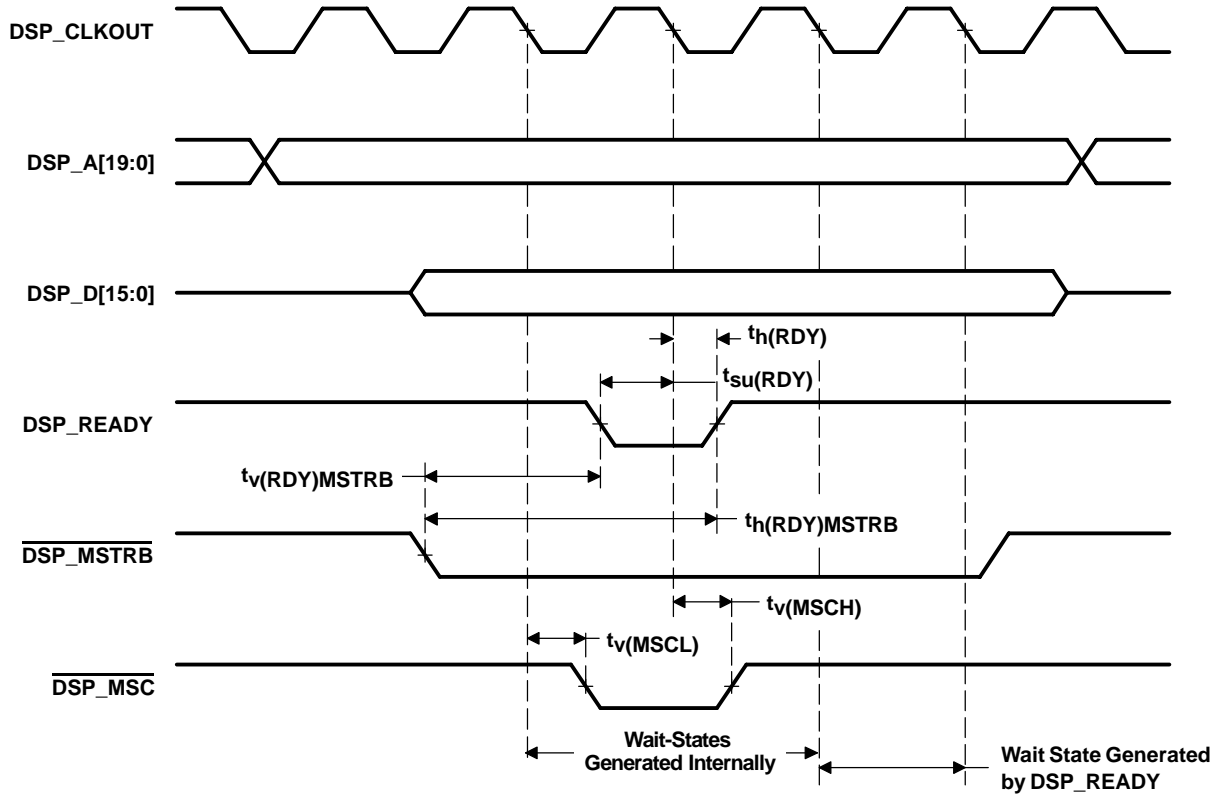 DSP_CLKOUT
DSP_A[19:0]
DSP_D[15:0]
th(RDY)
tsu(RDY)
DSP_READY
tv(RDY)MSTRB
th(RDY)MSTRB
DSP_MSTRB
tv(MSCH)
tv(MSCL)
DSP_MSC
Wait-States
Generated Internally
Wait State Generated
by DSP_READY